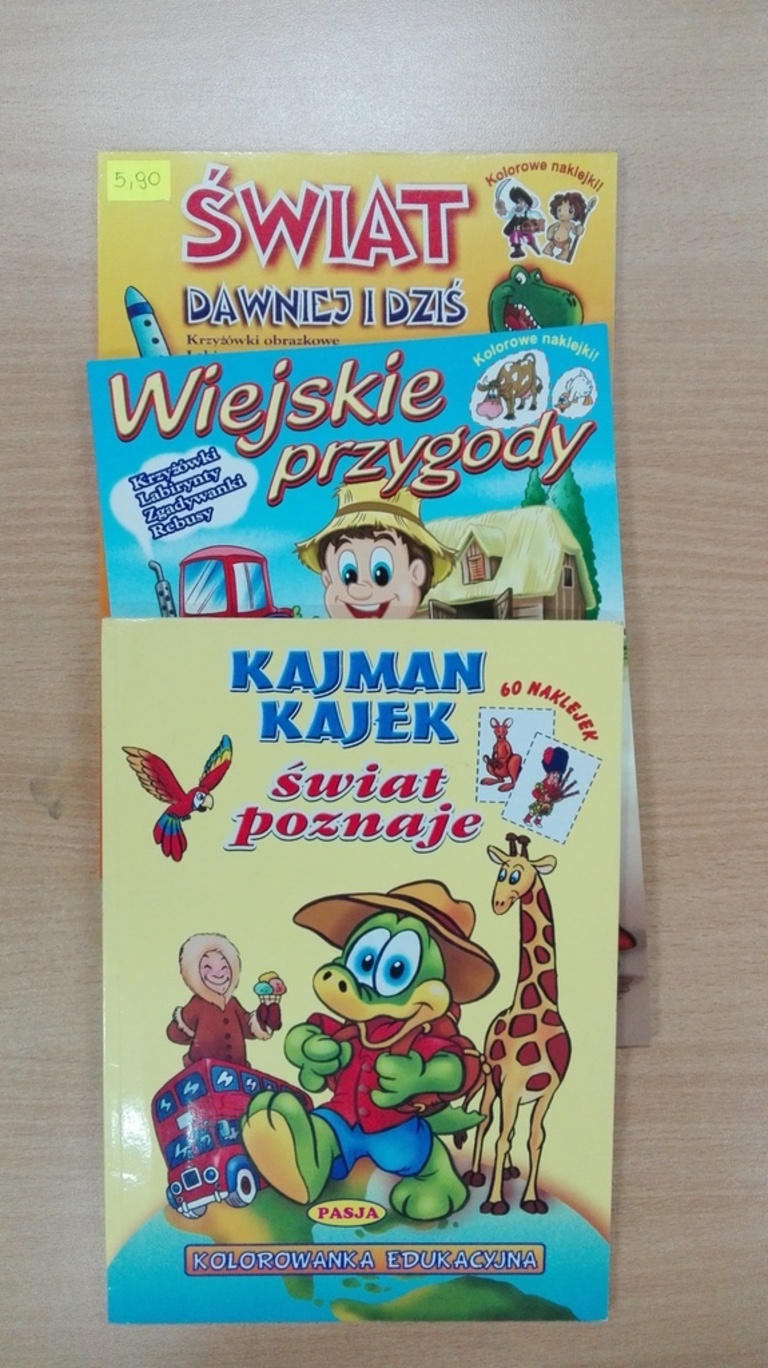 5,90
ŚWIAT
Kolorowe naklejki!
DAWNIEJ I DZIŚ
Krzyżówki obrazkowe
Wiejskie
przygody
Kolorowe naklejki!
Krzyżówki
Labirynty
Zgadywanki
Rebusy
KAJMAN
KAJEK
60 NAKLEJEK
świat
poznaje
PASJA
KOLOROWANKA EDUKACYJNA